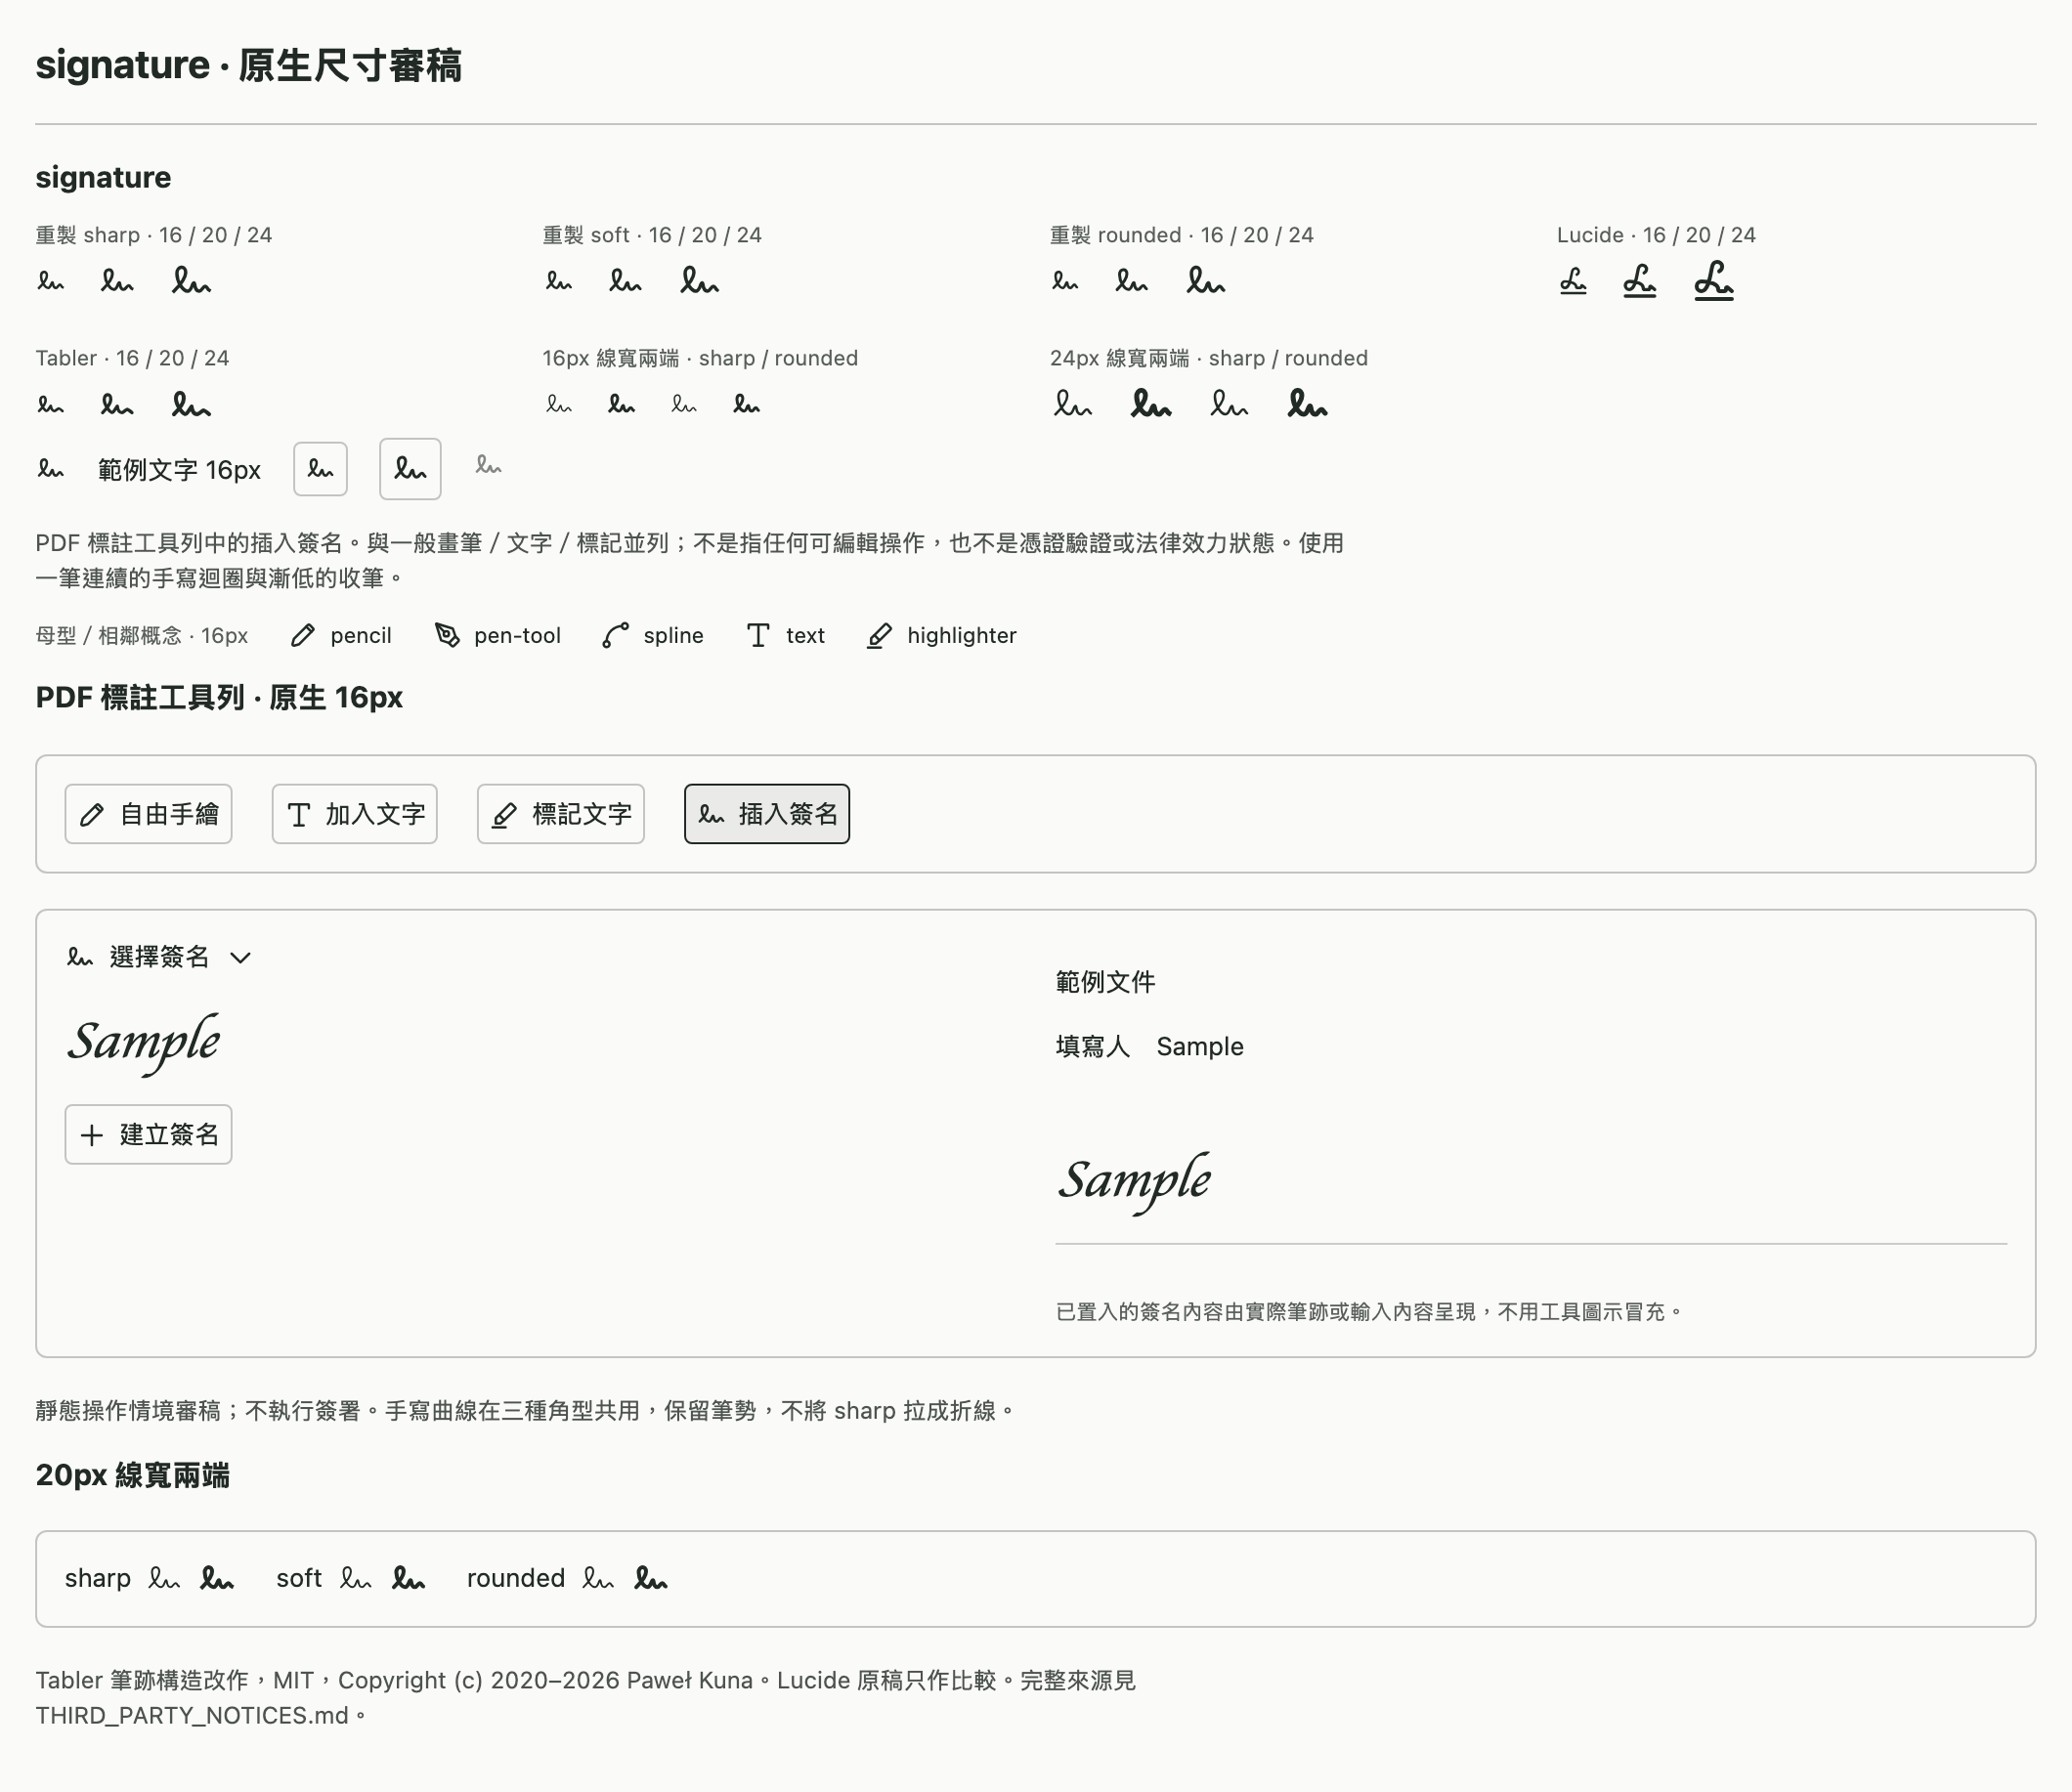 signature · 原生尺寸審稿
signature
重製 sharp · 16 / 20 / 24
重製 soft · 16 / 20 / 24
重製 rounded · 16 / 20 / 24
Lucide · 16 / 20 / 24
Tabler · 16 / 20 / 24
16px 線寬兩端 · sharp / rounded
24px 線寬兩端 · sharp / rounded
範例文字 16px
PDF 標註工具列中的插入簽名。與一般畫筆 / 文字 / 標記並列；不是指任何可編輯操作，也不是憑證驗證或法律效力狀態。使用
一筆連續的手寫迴圈與漸低的收筆。
母型 / 相鄰概念 · 16px pencil pen-tool spline text highlighter
PDF 標註工具列 · 原生 16px
自由手繪 加入文字 標記文字 插入簽名
選擇簽名
Sample
建立簽名
範例文件
填寫人 Sample
Sample
已置入的簽名內容由實際筆跡或輸入內容呈現，不用工具圖示冒充。
靜態操作情境審稿；不執行簽署。手寫曲線在三種角型共用，保留筆勢，不將 sharp 拉成折線。
20px 線寬兩端
sharp soft rounded
Tabler 筆跡構造改作，MIT，Copyright (c) 2020–2026 Paweł Kuna。Lucide 原稿只作比較。完整來源見
THIRD_PARTY_NOTICES.md。